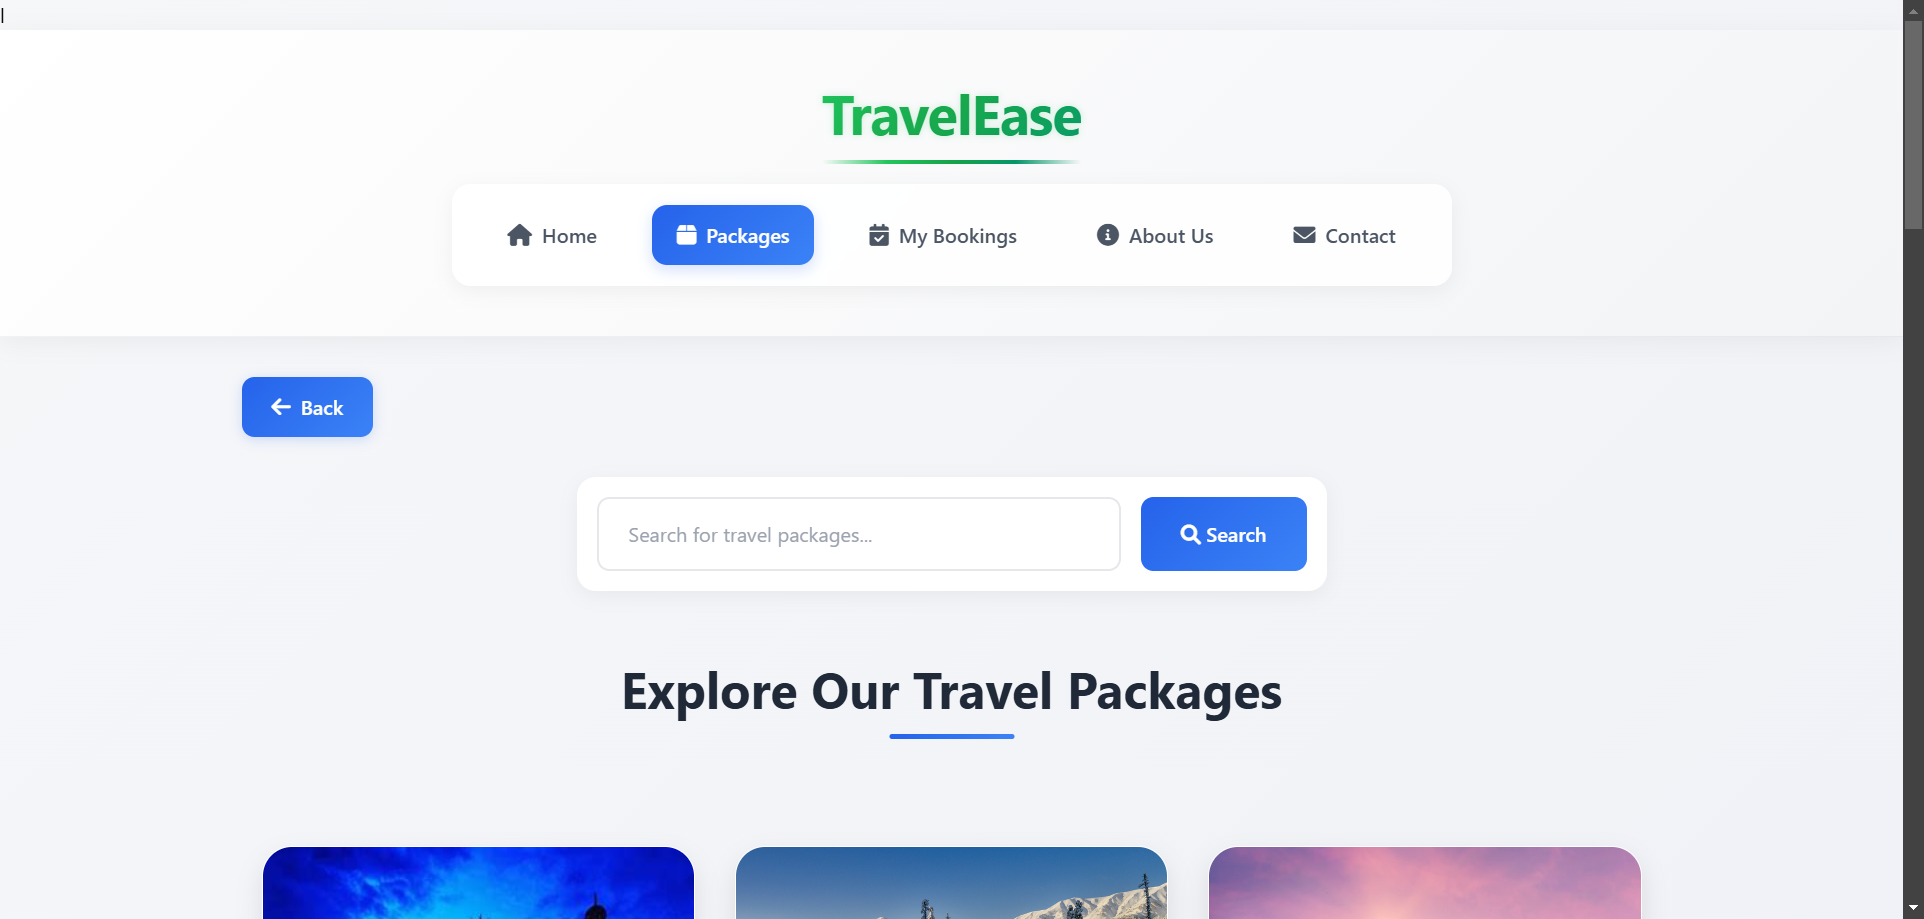 |
TravelEase
Home Packages My Bookings About Us Contact
Back
Search for travel packages... Search
Explore Our Travel Packages